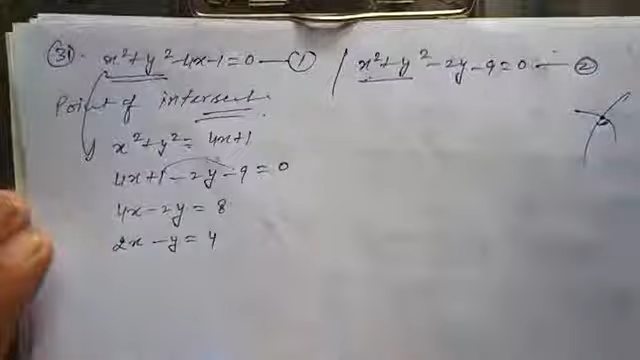 (31). x²+y²-4x-1=0 — (1) / x²+y²-2y-9=0 — (2)
Point of intersect.
x²+y²= 4x+1
4x+1-2y-9=0
4x-2y=8
2x-y=4